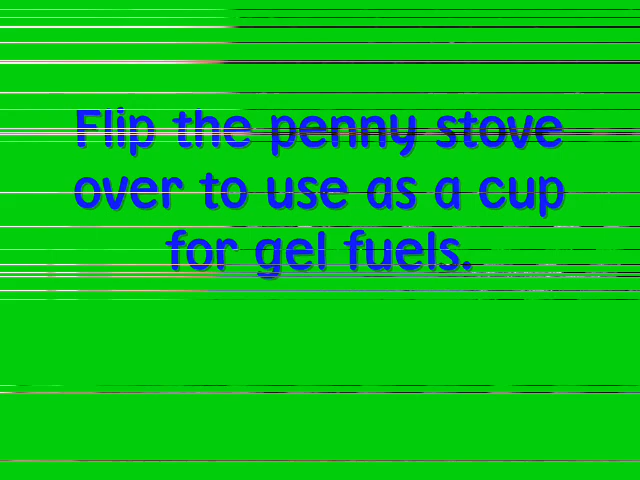 Flip the penny stove
over to use as a cup
for gel fuels.